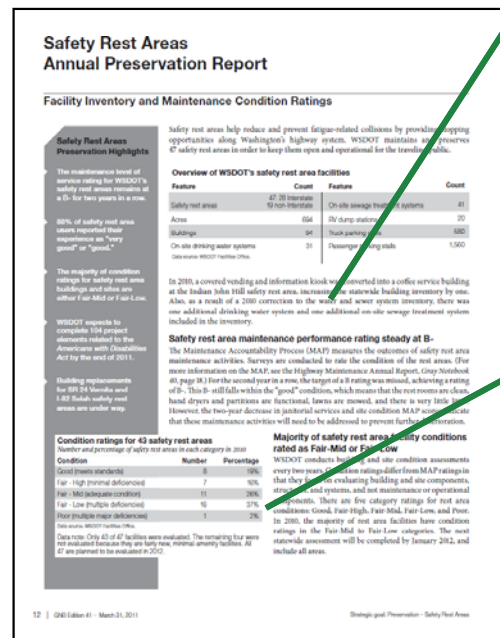 Safety Rest Areas
Annual Preservation Report
Facility Inventory and Maintenance Condition Ratings
Safety Rest Areas
Preservation Highlights
The maintenance level of
service rating for WSDOT's
safety rest areas remains at
a B- for two years in a row.
88% of safety rest area
users reported their
experience as "very
good" or "good."
The majority of condition
ratings for safety rest area
buildings and sites are
either Fair-Mid or Fair-Low.
WSDOT expects to
complete 104 project
elements related to the
Americans with Disabilities
Act by the end of 2011.
Building replacements
for SR 24 Vernita and
I-82 Selah safety rest
areas are under way.
Safety rest areas help reduce and prevent fatigue-related collisions by providing stopping
opportunities along Washington's highway system. WSDOT maintains and preserves
47 safety rest areas in order to keep them open and operational for the traveling public.
Overview of WSDOT's safety rest area facilities
Feature Count Feature Count
Safety rest areas 47: 28 Interstate
19 non-Interstate On-site sewage treatment systems 41
Acres 694 RV dump stations 20
Buildings 94 Truck parking stalls 580
On-site drinking water systems 31 Passenger parking stalls 1,560
Data source: WSDOT Facilities Office.
In 2010, a covered vending and information kiosk was converted into a coffee service building
at the Indian John Hill safety rest area, increasing the statewide building inventory by one.
Also, as a result of a 2010 correction to the water and sewer system inventory, there was
one additional drinking water system and one additional on-site sewage treatment system
included in the inventory.
Safety rest area maintenance performance rating steady at B-
The Maintenance Accountability Process (MAP) measures the outcomes of safety rest area
maintenance activities. Surveys are conducted to rate the condition of the rest areas. (For
more information on MAP, see the Highway Maintenance Annual Report, Gray Notebook
40, page 18.) For the second year in a row, the target of a B rating was missed, achieving a rating
of B-. This B- still falls within the "good" condition, which means that the rest rooms are clean,
hand dryers and partitions are functional, lawns are mowed, and there is very little
However, the two-year decrease in janitorial services and site condition MAP scores indicate
that these maintenance activities will need to be addressed to prevent further deterioration.
Condition ratings for 43 safety rest areas
Number and percentage of safety rest areas in each category in 2010
Condition Number Percentage
Good (meets standards) 8 19%
Fair - High (minimal deficiencies) 7 16%
Fair - Mid (adequate condition) 11 26%
Fair - Low (multiple deficiencies) 16 37%
Poor (multiple major deficiencies) 1 2%
Data source: WSDOT Facilities Office.
Data note: Only 43 of 47 facilities were evaluated. The remaining four were
not evaluated because they are fairly new, minimal amenity facilities. All
47 are planned to be evaluated in 2012.
Majority of safety rest area facility conditions
rated as Fair-Mid or Fair-Low
WSDOT conducts building and site condition assessments
every two years. Condition ratings differ from MAP ratings in
that they focus on evaluating building and site components,
structures, and systems, and not maintenance or operational
components. There are five category ratings for rest area
conditions: Good, Fair-High, Fair-Mid, Fair-Low, and Poor.
In 2010, the majority of rest area facilities have condition
ratings in the Fair-Mid to Fair-Low categories. The next
statewide assessment will be completed by January 2012, and
include all areas.
12 | GNB Edition 41 – March 31, 2011
Strategic goal: Preservation – Safety Rest Areas